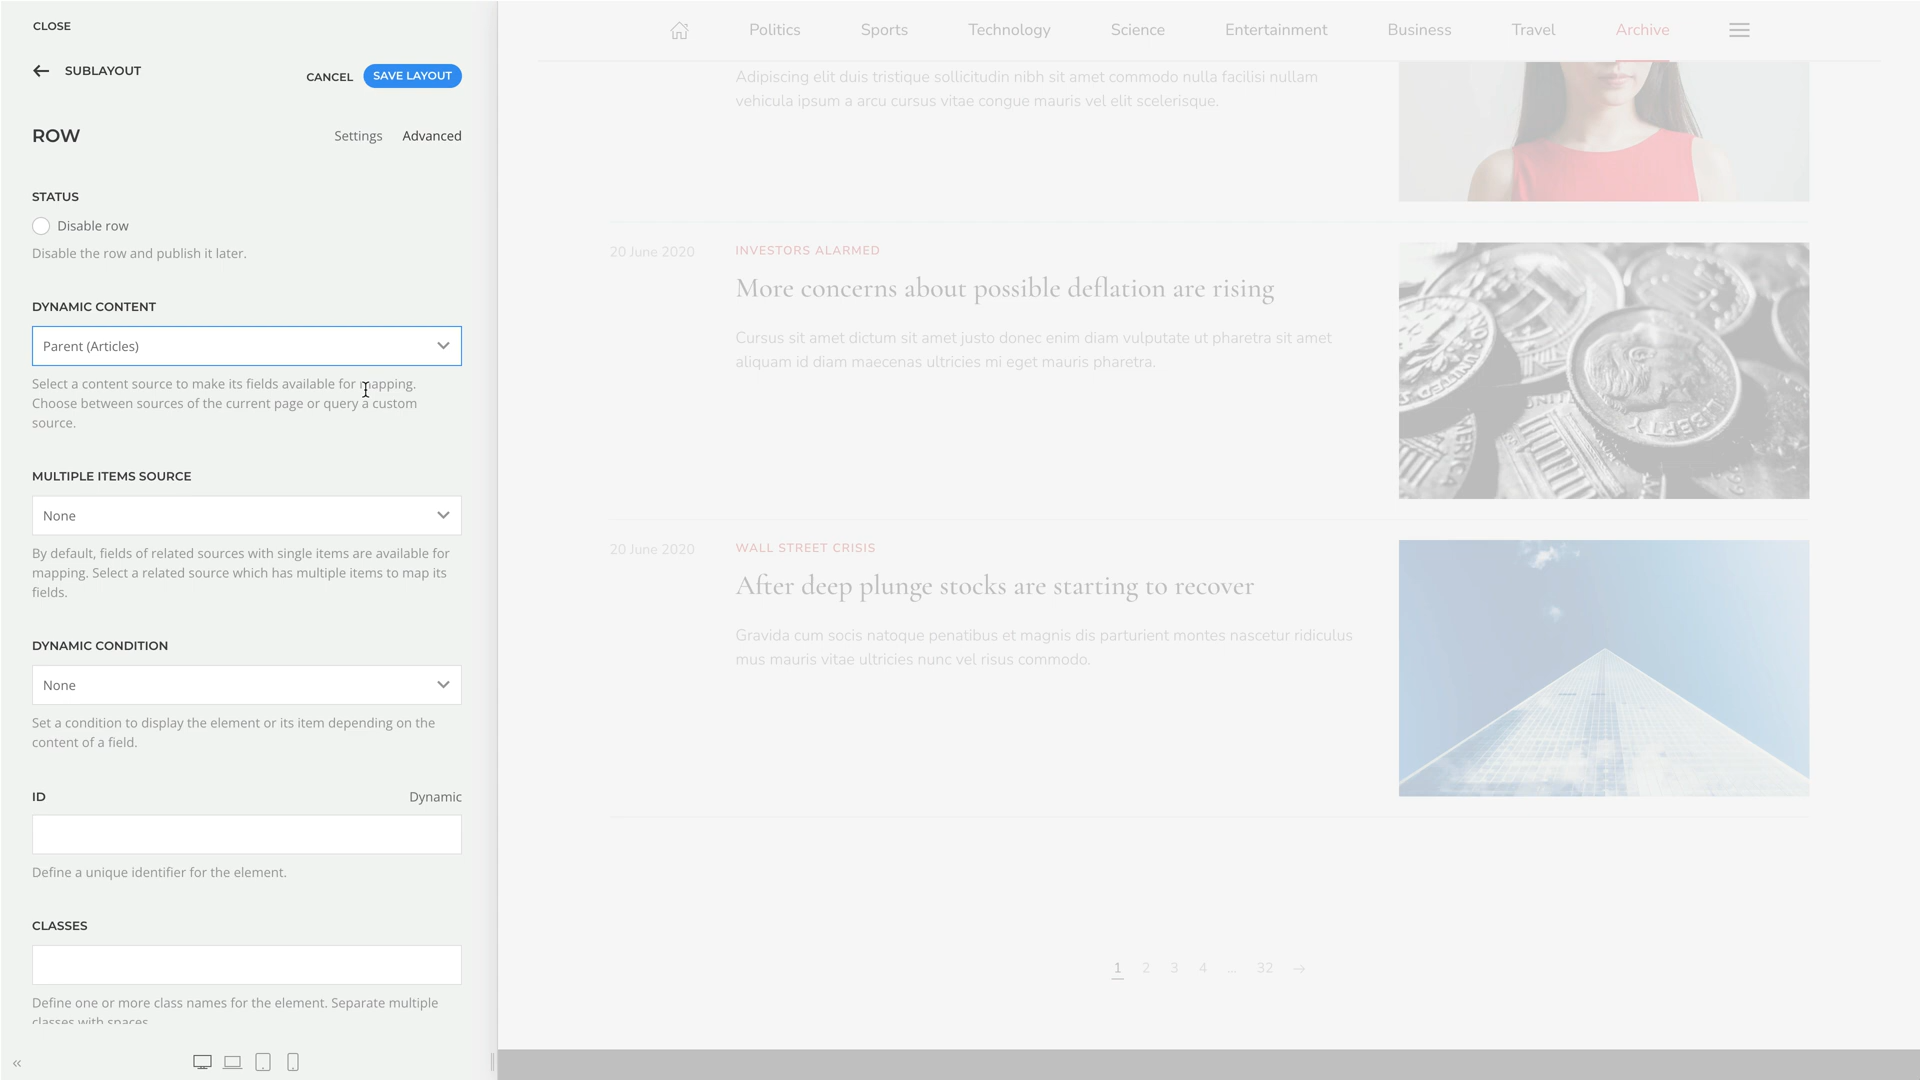 CLOSE
SUBLAYOUT
CANCEL
SAVE LAYOUT
ROW
Settings
Advanced
STATUS
Disable row
Disable the row and publish it later.
DYNAMIC CONTENT
Parent (Articles)
Select a content source to make its fields available for mapping.
Choose between sources of the current page or query a custom
source.
MULTIPLE ITEMS SOURCE
None
By default, fields of related sources with single items are available for
mapping. Select a related source which has multiple items to map its
fields.
DYNAMIC CONDITION
None
Set a condition to display the element or its item depending on the
content of a field.
ID
Dynamic
Define a unique identifier for the element.
CLASSES
Define one or more class names for the element. Separate multiple
classes with spaces.
Politics
Sports
Technology
Science
Entertainment
Business
Travel
Archive
Adipiscing elit duis tristique sollicitudin nibh sit amet commodo nulla facilisi nullam
vehicula ipsum a arcu cursus vitae congue mauris vel elit scelerisque.
20 June 2020
INVESTORS ALARMED
More concerns about possible deflation are rising
Cursus sit amet dictum sit amet justo donec enim diam vulputate ut pharetra sit amet
aliquam id diam maecenas ultricies mi eget mauris pharetra.
LIBERTY
20 June 2020
WALL STREET CRISIS
After deep plunge stocks are starting to recover
Gravida cum socis natoque penatibus et magnis dis parturient montes nascetur ridiculus
mus mauris vitae ultricies nunc vel risus commodo.
1 2 3 4 ... 32